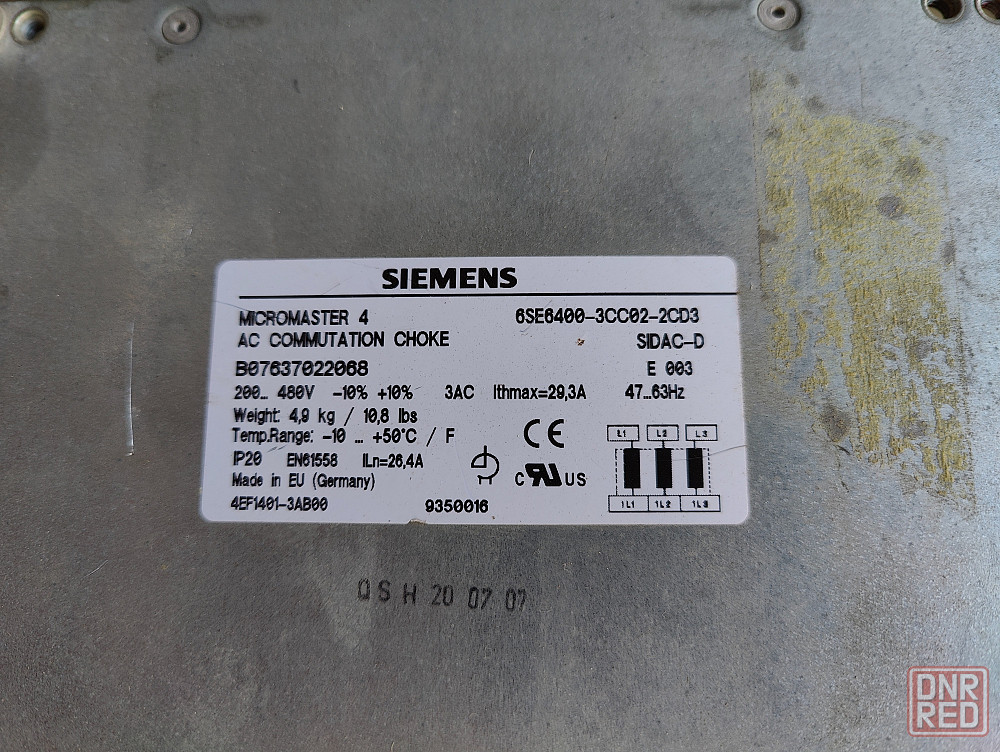 SIEMENS
MICROMASTER 4 6SE6400-3CC02-2CD3
AC COMMUTATION CHOKE SIDAC-D
B07637022068 E 003
200... 480V -10% +10% 3AC Ithmax=29,3A 47...63Hz
Weight: 4,9 kg / 10,8 lbs
Temp.Range: -10 ... +50°C / F
IP20 EN61558 ILn=26,4A
Made in EU (Germany)
4EF1401-3AB00 9350016
CE
c RU US
L1 L2 L3
1L1 1L2 1L3
QSH 20 07 07
DNR
RED